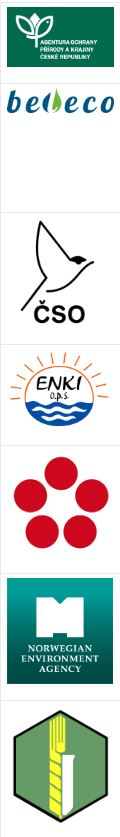 AGENTURA OCHRANY
PŘÍRODY A KRAJINY
ČESKÉ REPUBLIKY
beleco
ČSO
ENKI
o.p.s.
NORWEGIAN
ENVIRONMENT
AGENCY